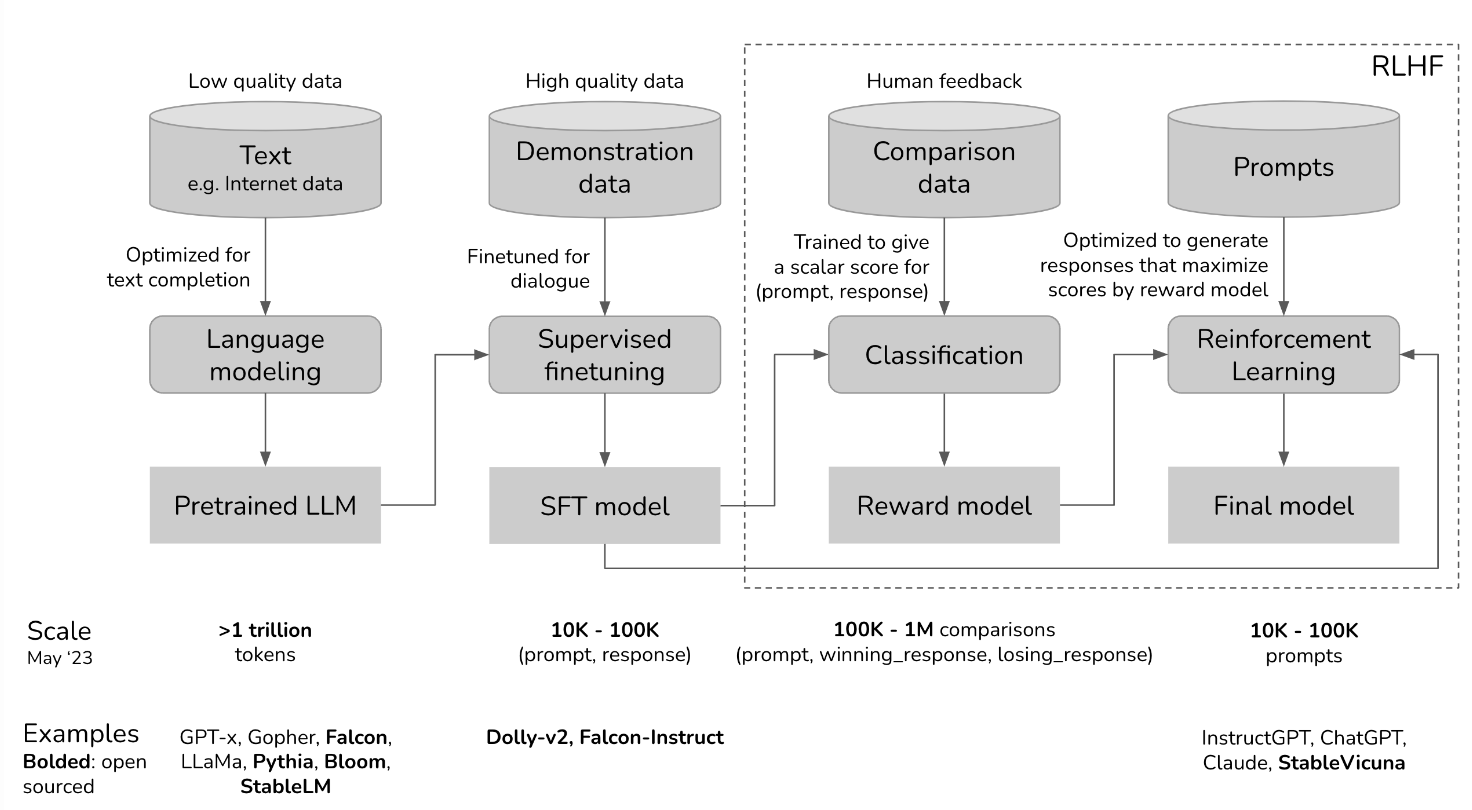 RLHF
Low quality data
Text
e.g. Internet data
Optimized for
text completion
Language
modeling
Pretrained LLM
High quality data
Demonstration
data
Finetuned for
dialogue
Supervised
finetuning
SFT model
Human feedback
Comparison
data
Trained to give
a scalar score for
(prompt, response)
Classification
Reward model
Prompts
Optimized to generate
responses that maximize
scores by reward model
Reinforcement
Learning
Final model
Scale
May ‘23
>1 trillion
tokens
10K - 100K
(prompt, response)
100K - 1M comparisons
(prompt, winning_response, losing_response)
10K - 100K
prompts
Examples
Bolded: open
sourced
GPT-x, Gopher, Falcon,
LLaMa, Pythia, Bloom,
StableLM
Dolly-v2, Falcon-Instruct
InstructGPT, ChatGPT,
Claude, StableVicuna